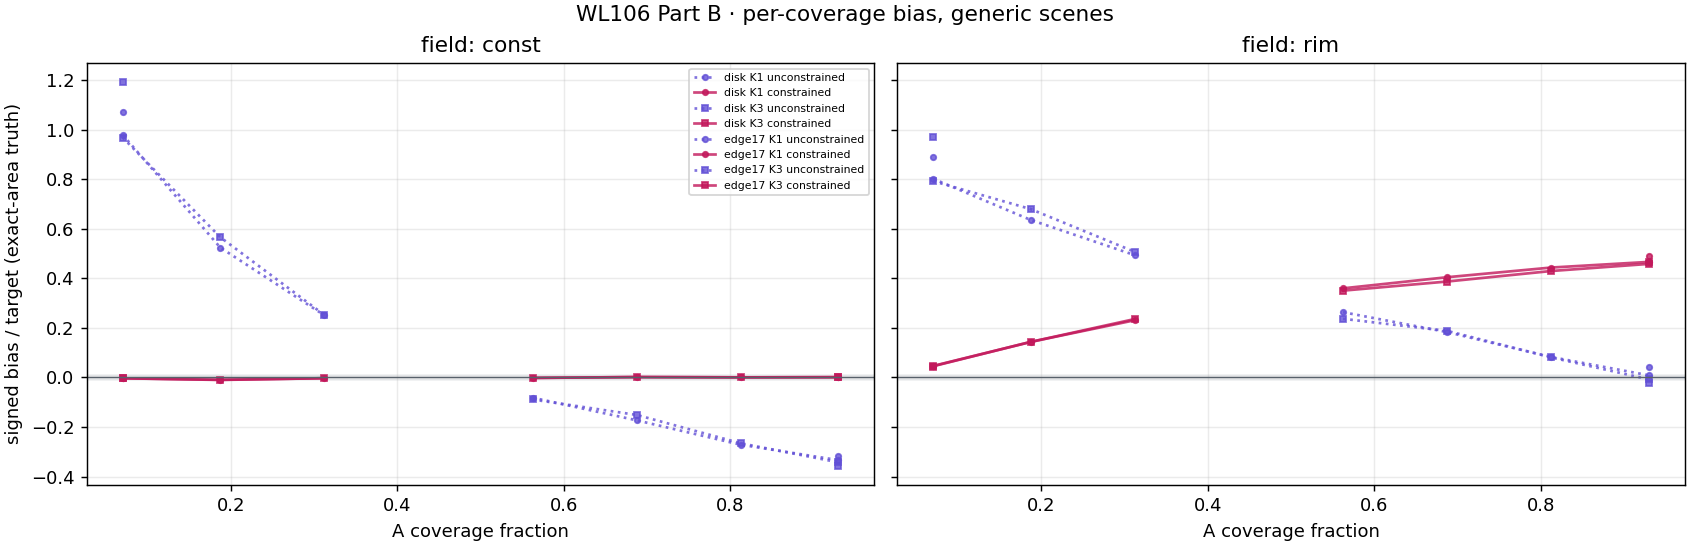 WL106 Part B · per-coverage bias, generic scenes
field: const
signed bias / target (exact-area truth)
1.2
1.0
0.8
0.6
0.4
0.2
0.0
−0.2
−0.4
disk K1 unconstrained
disk K1 constrained
disk K3 unconstrained
disk K3 constrained
edge17 K1 unconstrained
edge17 K1 constrained
edge17 K3 unconstrained
edge17 K3 constrained
0.2
0.4
0.6
0.8
A coverage fraction
field: rim
0.2
0.4
0.6
0.8
A coverage fraction